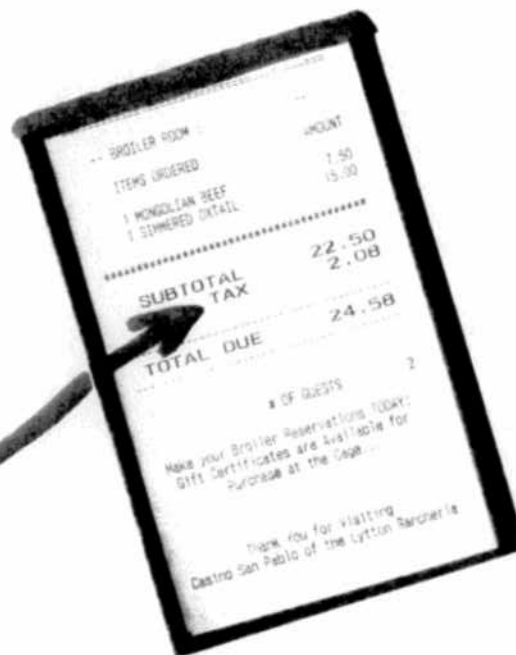 -- BROILER ROOM :
--
ITEMS ORDERED
AMOUNT
1 MONGOLIAN BEEF
7.50
1 SIMMERED OXTAIL
15.00
SUBTOTAL 22.50
TAX 2.08
TOTAL DUE 24.58
# OF GUESTS 2
Make your Broiler Reservations TODAY:
Gift Certificates are Available for
Purchase at the Cage...
Thank You for Visiting
Casino San Pablo of the Lytton Rancheria